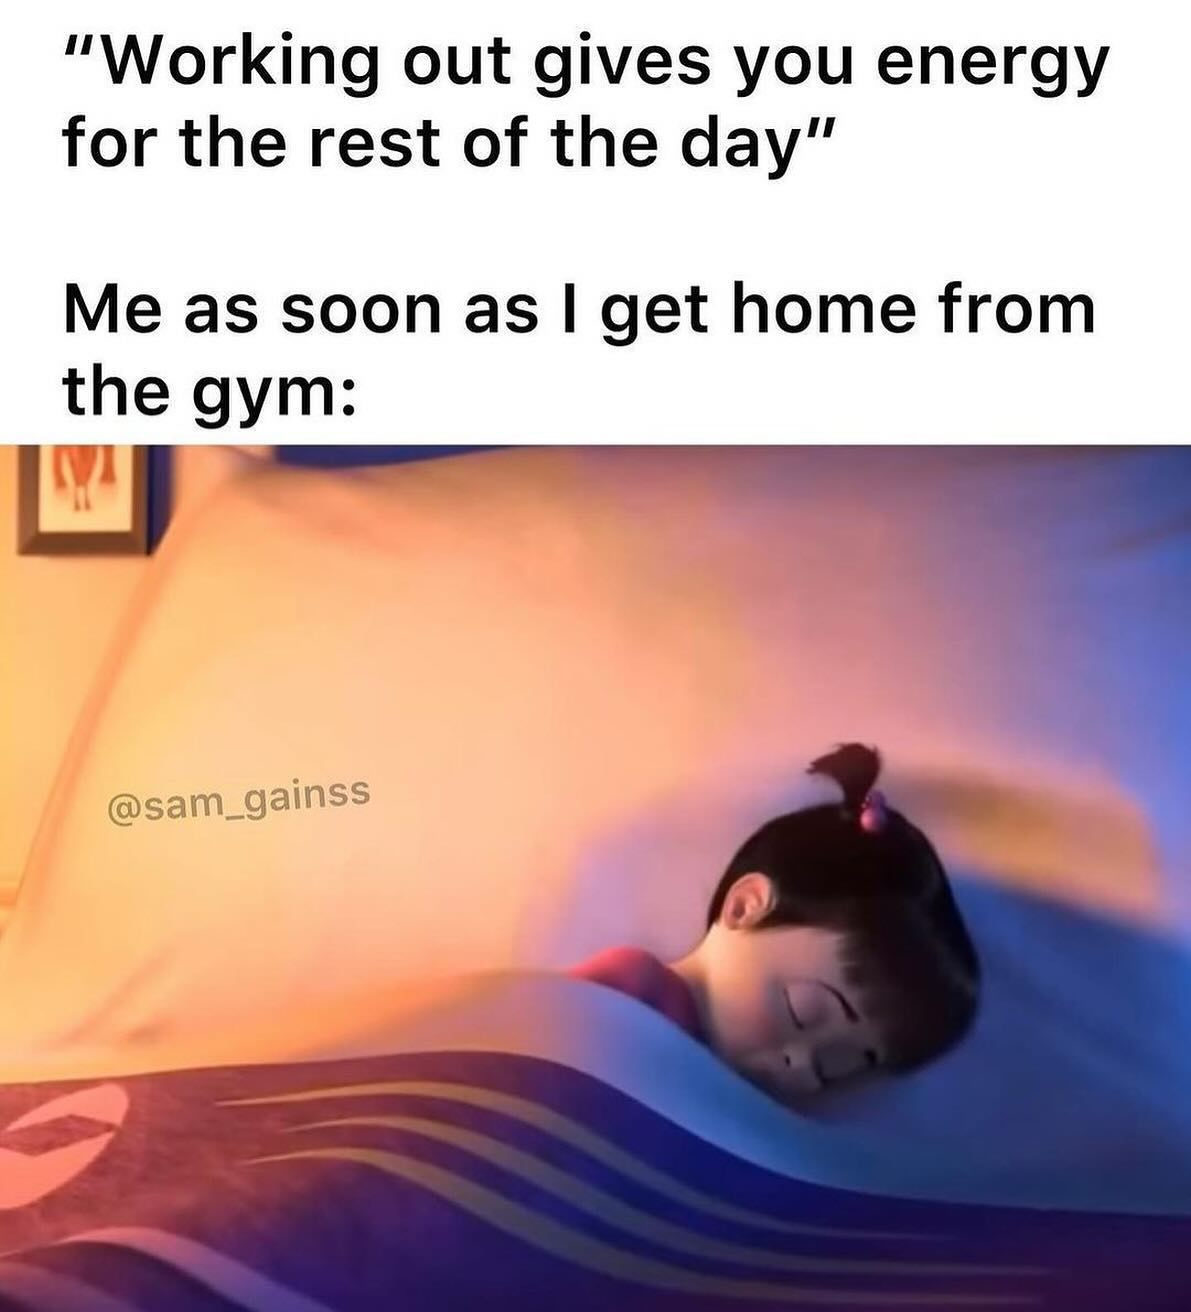 "Working out gives you energy
for the rest of the day"
Me as soon as I get home from
the gym:
@sam_gainss